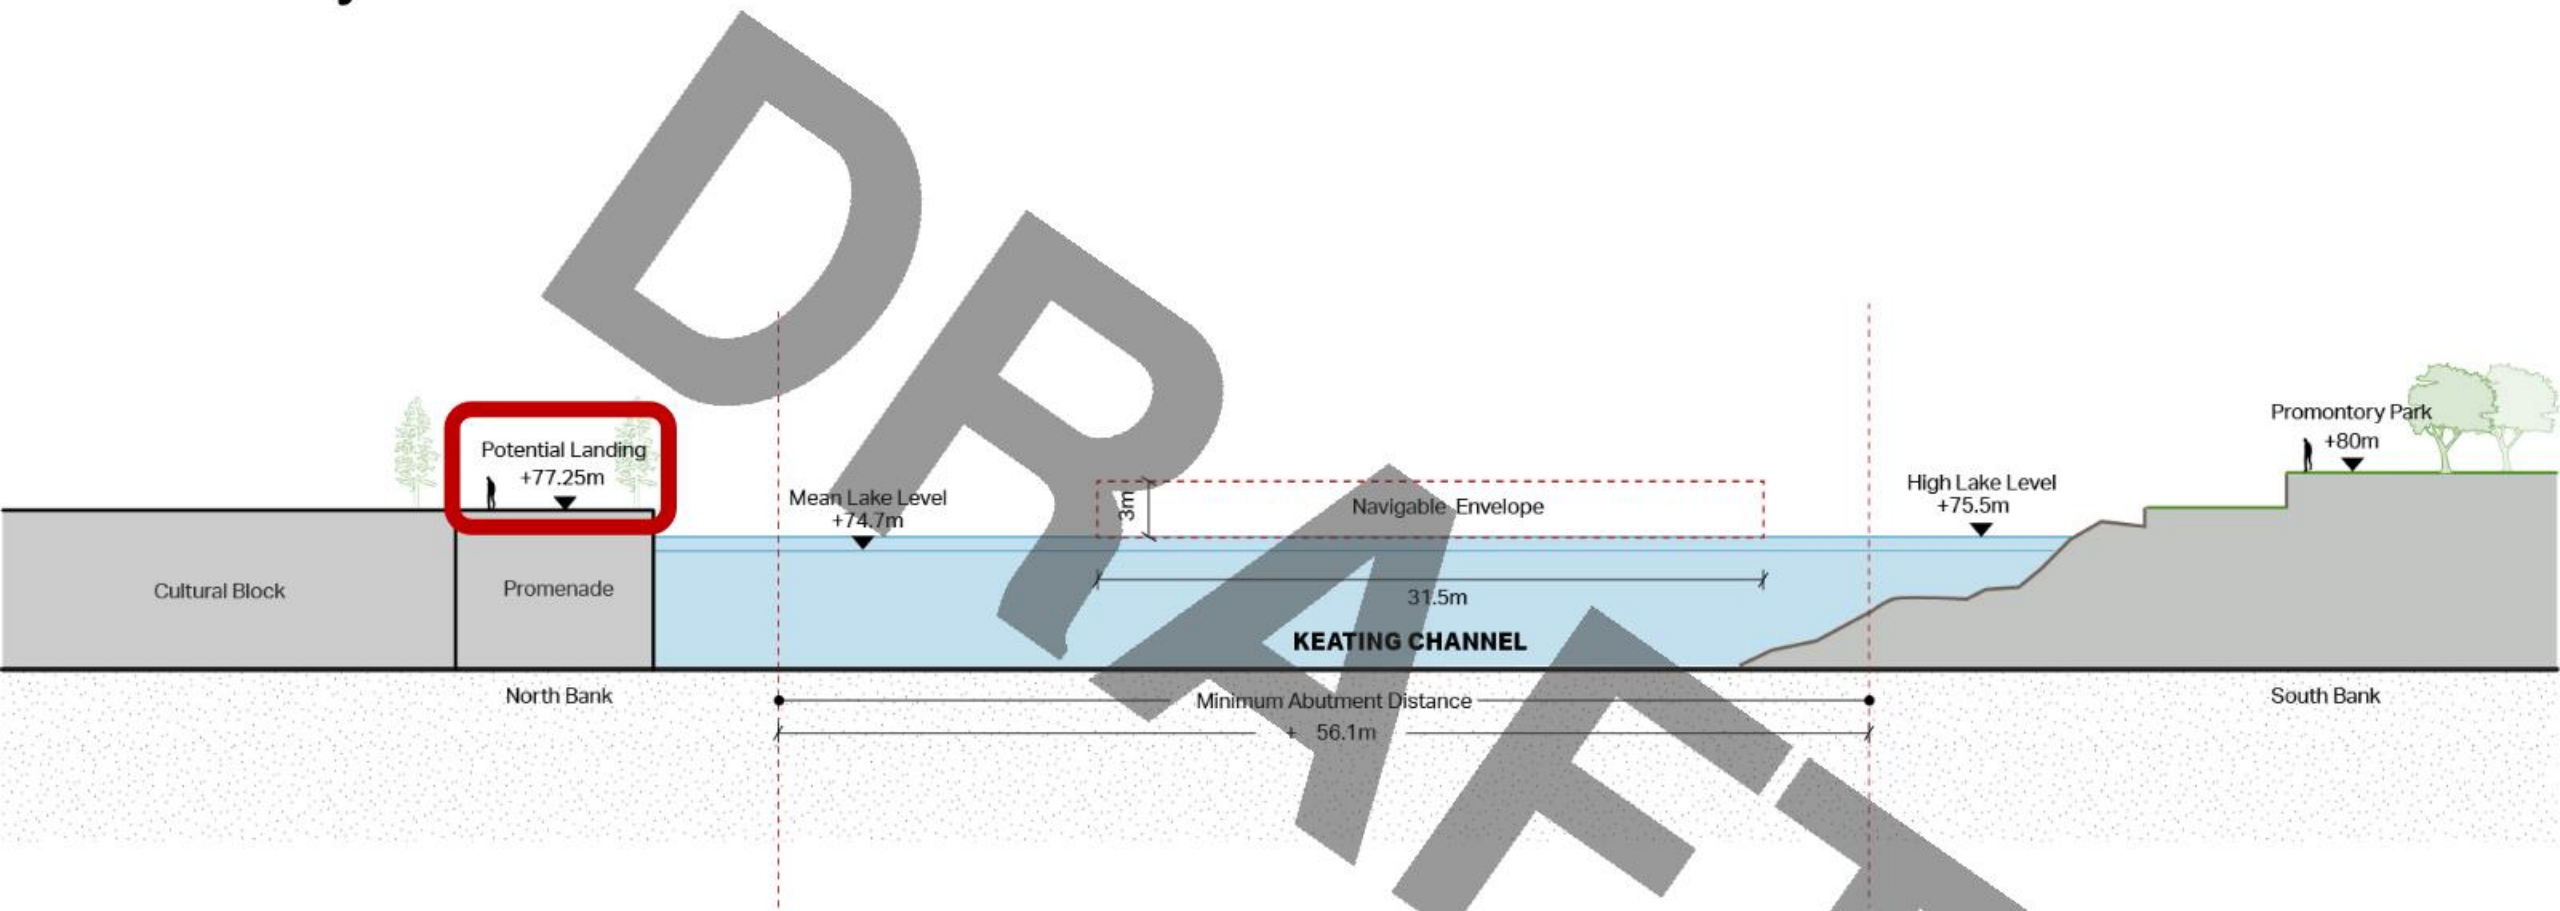 DRAFT
Potential Landing
+77.25m
Mean Lake Level
+74.7m
3m
Navigable Envelope
High Lake Level
+75.5m
Promontory Park
+80m
Cultural Block
Promenade
31.5m
KEATING CHANNEL
North Bank
Minimum Abutment Distance
+ 56.1m
South Bank